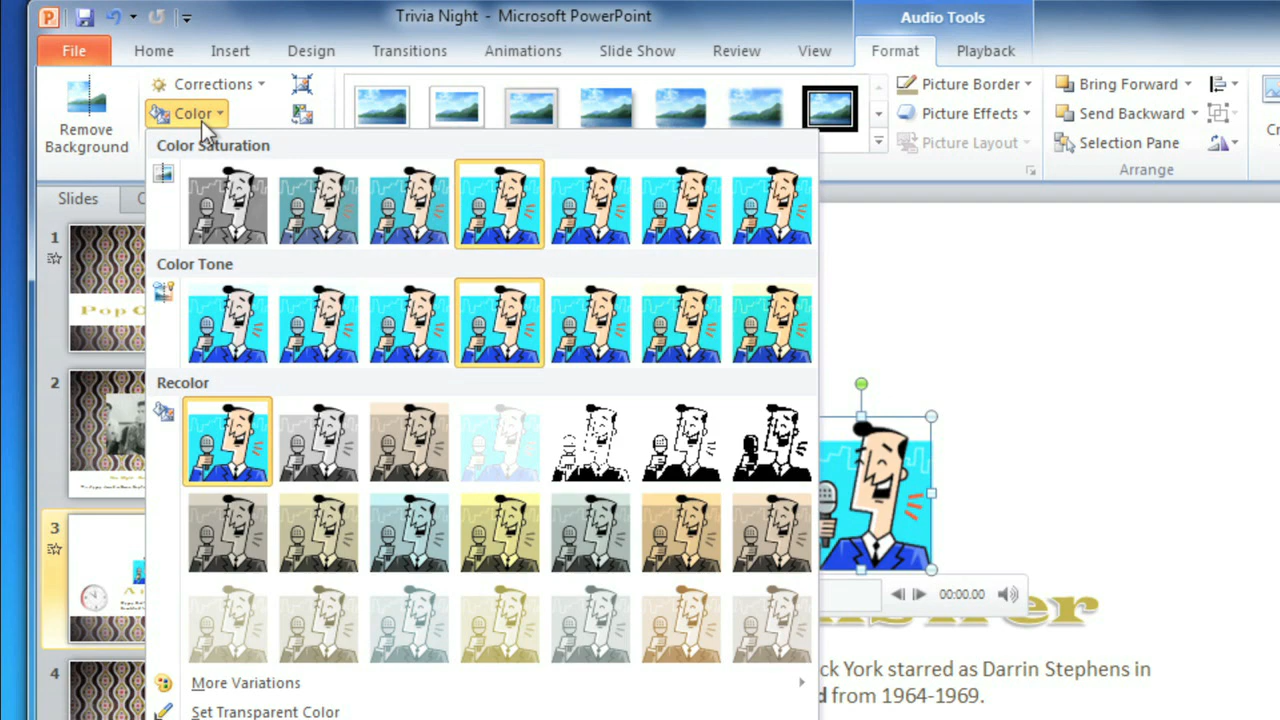 Trivia Night - Microsoft PowerPoint
Audio Tools
File Home Insert Design Transitions Animations Slide Show Review View Format Playback
Remove Background
Corrections
Color
Picture Border
Picture Effects
Picture Layout
Bring Forward
Send Backward
Selection Pane
Arrange
Color Saturation
Color Tone
Recolor
More Variations
Set Transparent Color
Slides
1
2
3
4
Pop
00:00.00
York starred as Darrin Stephens in
from 1964-1969.